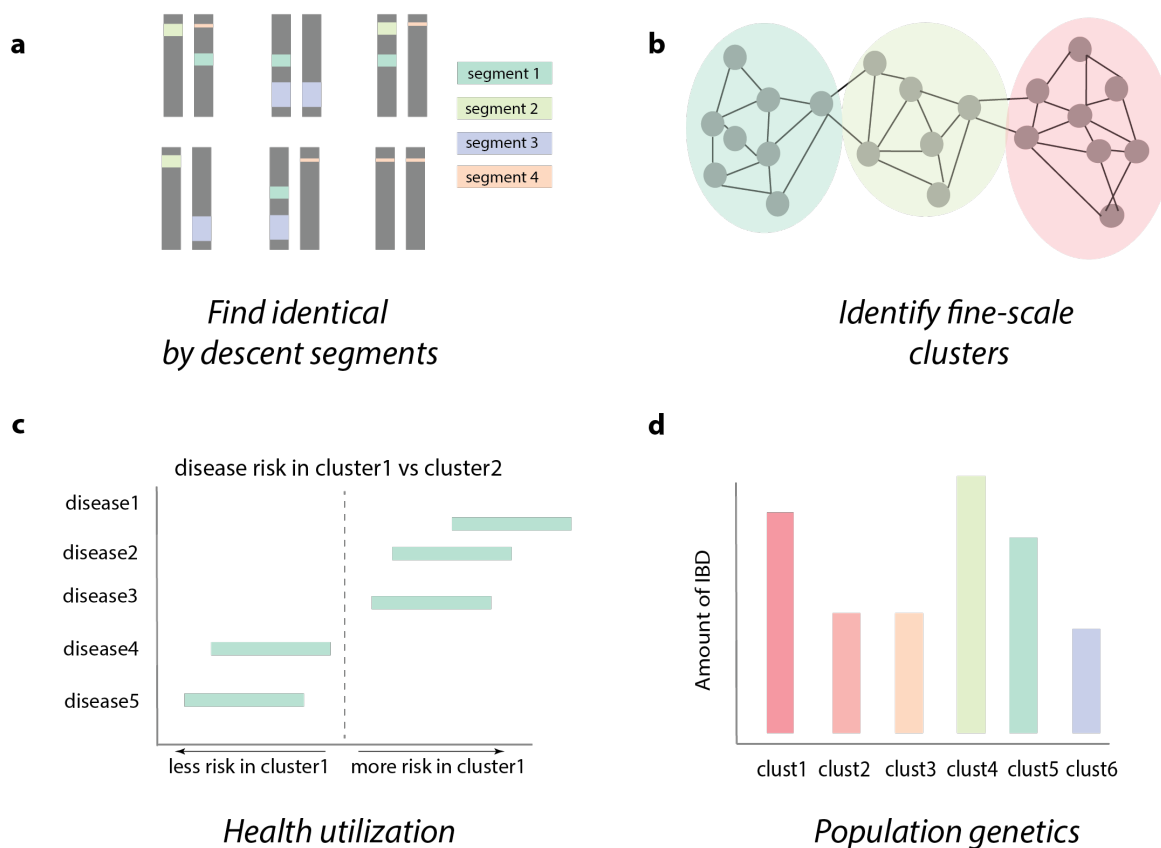 a
segment 1
segment 2
segment 3
segment 4
Find identical
by descent segments
b
Identify fine-scale
clusters
c
disease risk in cluster1 vs cluster2
disease1
disease2
disease3
disease4
disease5
less risk in cluster1
more risk in cluster1
Health utilization
d
Amount of IBD
clust1
clust2
clust3
clust4
clust5
clust6
Population genetics